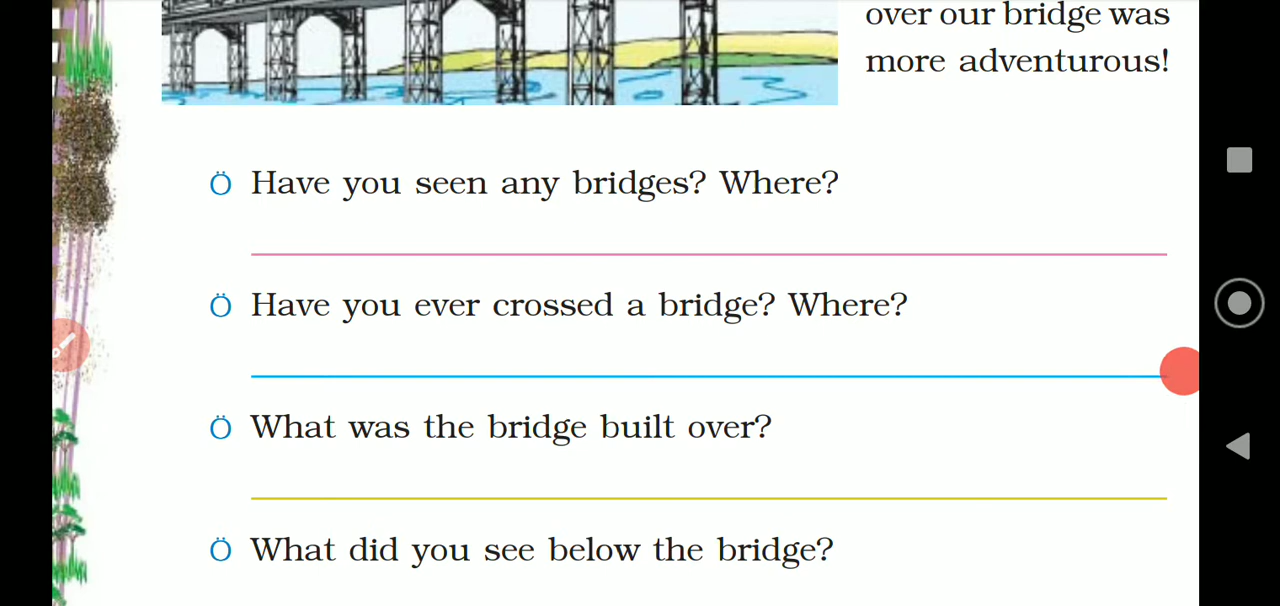 over our bridge was
more adventurous!
Ö Have you seen any bridges? Where?
Ö Have you ever crossed a bridge? Where?
Ö What was the bridge built over?
Ö What did you see below the bridge?